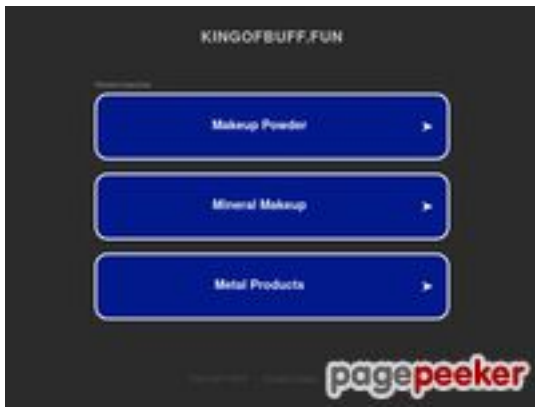 KINGOFBUFF.FUN
Makeup Powder
Mineral Makeup
Metal Products
pagepeeker